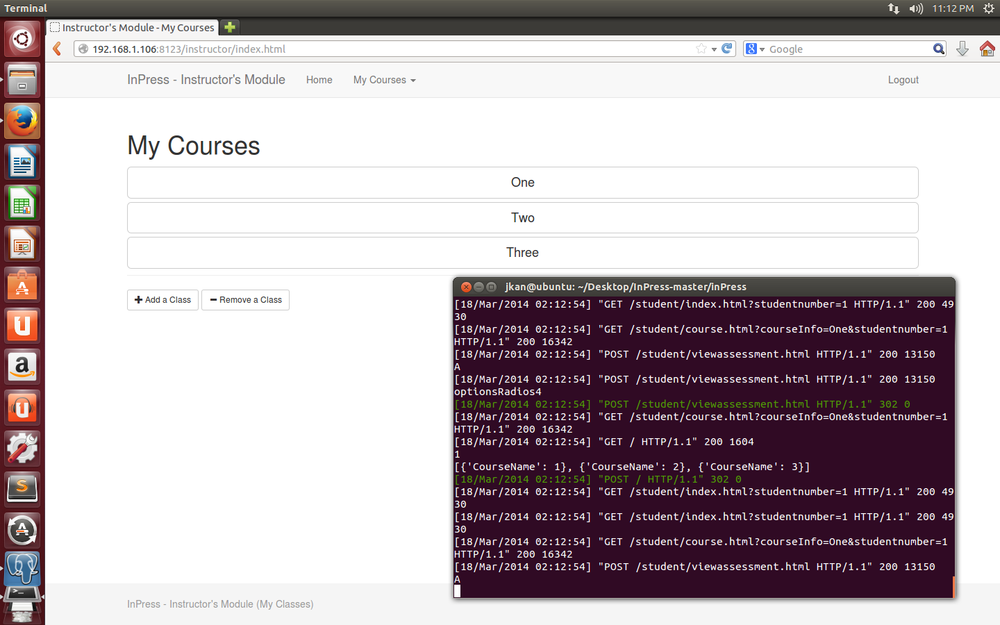 Terminal
11:12 PM
Instructor's Module - My Courses
192.168.1.106:8123/instructor/index.html
Google
InPress - Instructor's Module
Home
My Courses
Logout
My Courses
One
Two
Three
Add a Class
Remove a Class
jkan@ubuntu: ~/Desktop/InPress-master/inPress
[18/Mar/2014 02:12:54] "GET /student/index.html?studentnumber=1 HTTP/1.1" 200 49
30
[18/Mar/2014 02:12:54] "GET /student/course.html?courseInfo=One&studentnumber=1
HTTP/1.1" 200 16342
[18/Mar/2014 02:12:54] "POST /student/viewassessment.html HTTP/1.1" 200 13150
A
[18/Mar/2014 02:12:54] "POST /student/viewassessment.html HTTP/1.1" 200 13150
optionsRadios4
[18/Mar/2014 02:12:54] "POST /student/viewassessment.html HTTP/1.1" 302 0
[18/Mar/2014 02:12:54] "GET /student/course.html?courseInfo=One&studentnumber=1
HTTP/1.1" 200 16342
[18/Mar/2014 02:12:54] "GET / HTTP/1.1" 200 1604
1
[{'CourseName': 1}, {'CourseName': 2}, {'CourseName': 3}]
[18/Mar/2014 02:12:54] "POST / HTTP/1.1" 302 0
[18/Mar/2014 02:12:54] "GET /student/index.html?studentnumber=1 HTTP/1.1" 200 49
30
[18/Mar/2014 02:12:54] "GET /student/index.html?studentnumber=1 HTTP/1.1" 200 49
30
[18/Mar/2014 02:12:54] "GET /student/course.html?courseInfo=One&studentnumber=1
HTTP/1.1" 200 16342
[18/Mar/2014 02:12:54] "POST /student/viewassessment.html HTTP/1.1" 200 13150
A
InPress - Instructor's Module (My Classes)